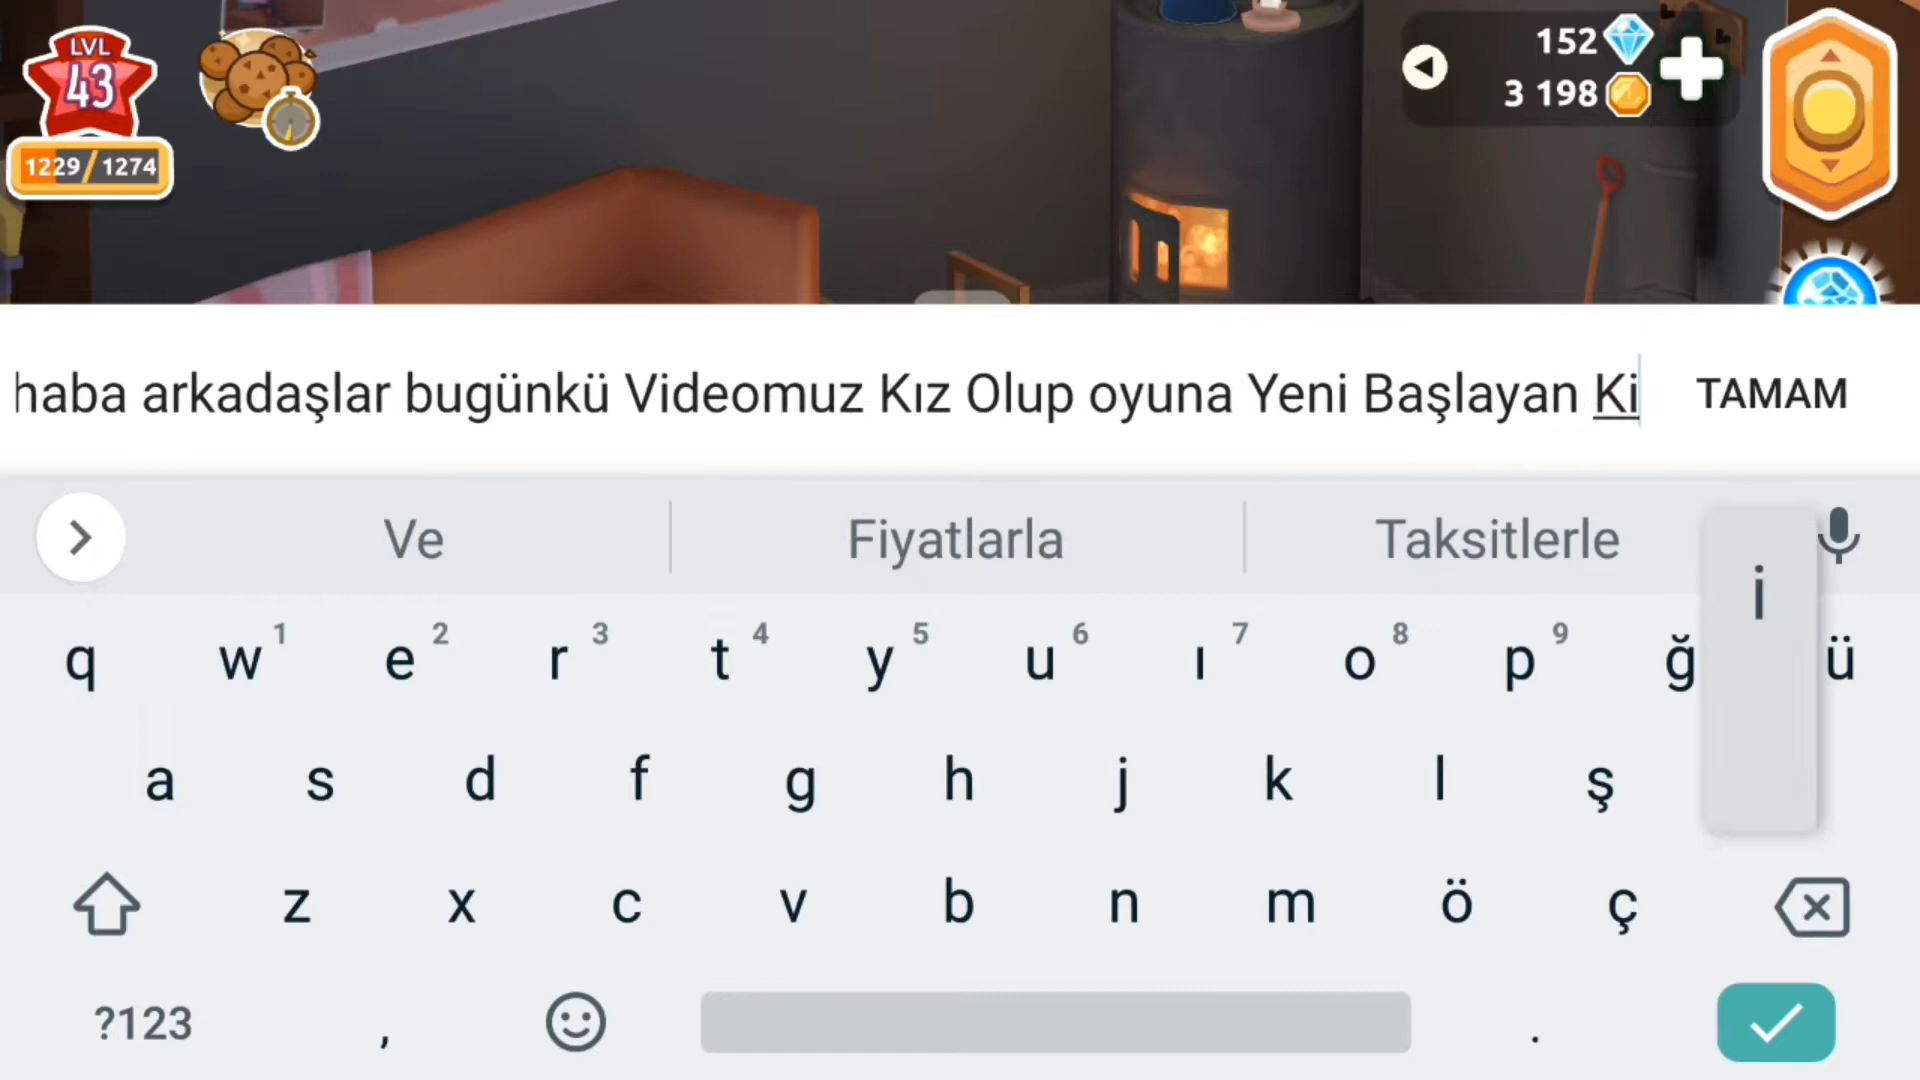 LVL
43
1229/1274
152
3 198
haba arkadaşlar bugünkü Videomuz Kız Olup oyuna Yeni Başlayan Ki
TAMAM
Ve Fiyatlarla Taksitlerle
q w 1 e 2 r 3 t 4 y 5 u 6 ı 7 o 8 p 9 ğ ü
i
a s d f g h j k l ş
z x c v b n m ö ç
?123 , .